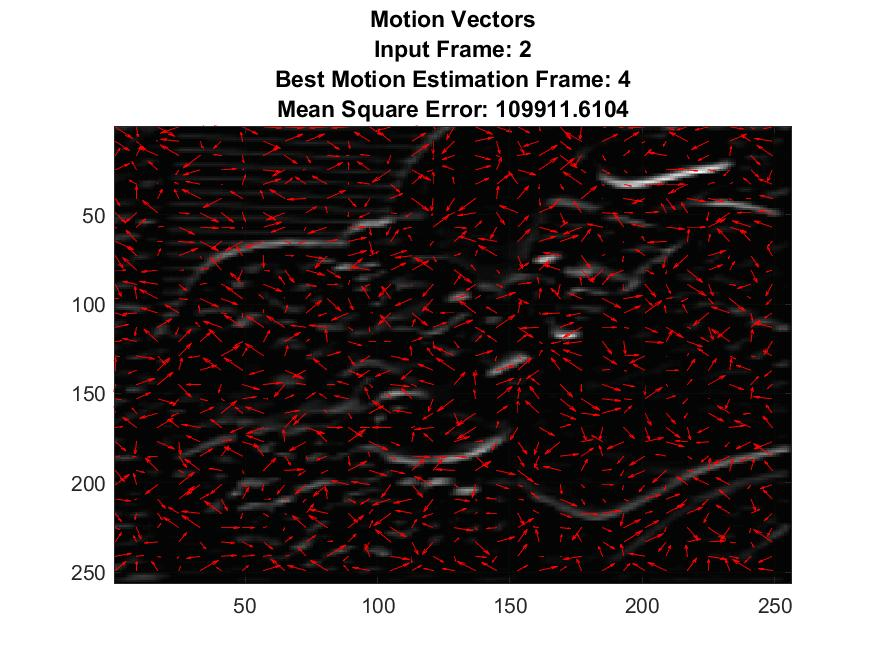 Motion Vectors
Input Frame: 2
Best Motion Estimation Frame: 4
Mean Square Error: 109911.6104
50
100
150
200
250
50
100
150
200
250